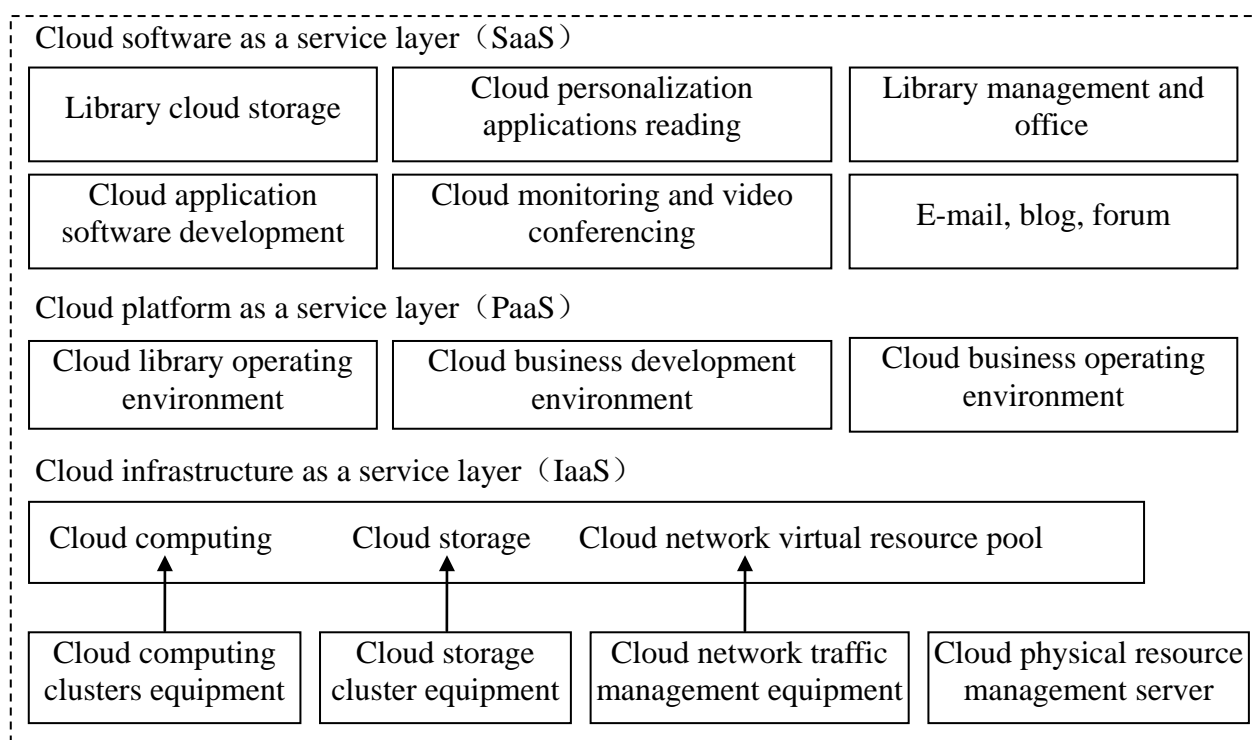 Cloud software as a service layer（SaaS）
Library cloud storage
Cloud personalization
applications reading
Library management and
office
Cloud application
software development
Cloud monitoring and video
conferencing
E-mail, blog, forum
Cloud platform as a service layer（PaaS）
Cloud library operating
environment
Cloud business development
environment
Cloud business operating
environment
Cloud infrastructure as a service layer（IaaS）
Cloud computing
Cloud storage
Cloud network virtual resource pool
Cloud computing
clusters equipment
Cloud storage
cluster equipment
Cloud network traffic
management equipment
Cloud physical resource
management server